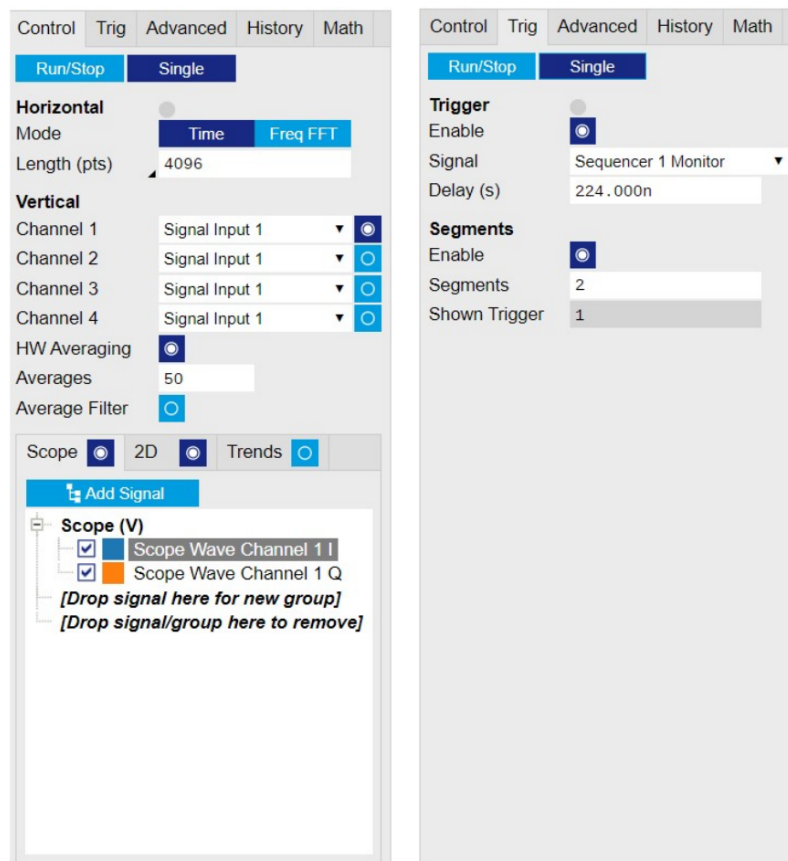 Control Trig Advanced History Math
Run/Stop Single
Horizontal
Mode Time Freq FFT
Length (pts) 4096
Vertical
Channel 1 Signal Input 1
Channel 2 Signal Input 1
Channel 3 Signal Input 1
Channel 4 Signal Input 1
HW Averaging
Averages 50
Average Filter
Scope 2D Trends
Add Signal
Scope (V)
Scope Wave Channel 1 I
Scope Wave Channel 1 Q
[Drop signal here for new group]
[Drop signal/group here to remove]
Control Trig Advanced History Math
Run/Stop Single
Trigger
Enable
Signal Sequencer 1 Monitor
Delay (s) 224.000n
Segments
Enable
Segments 2
Shown Trigger 1